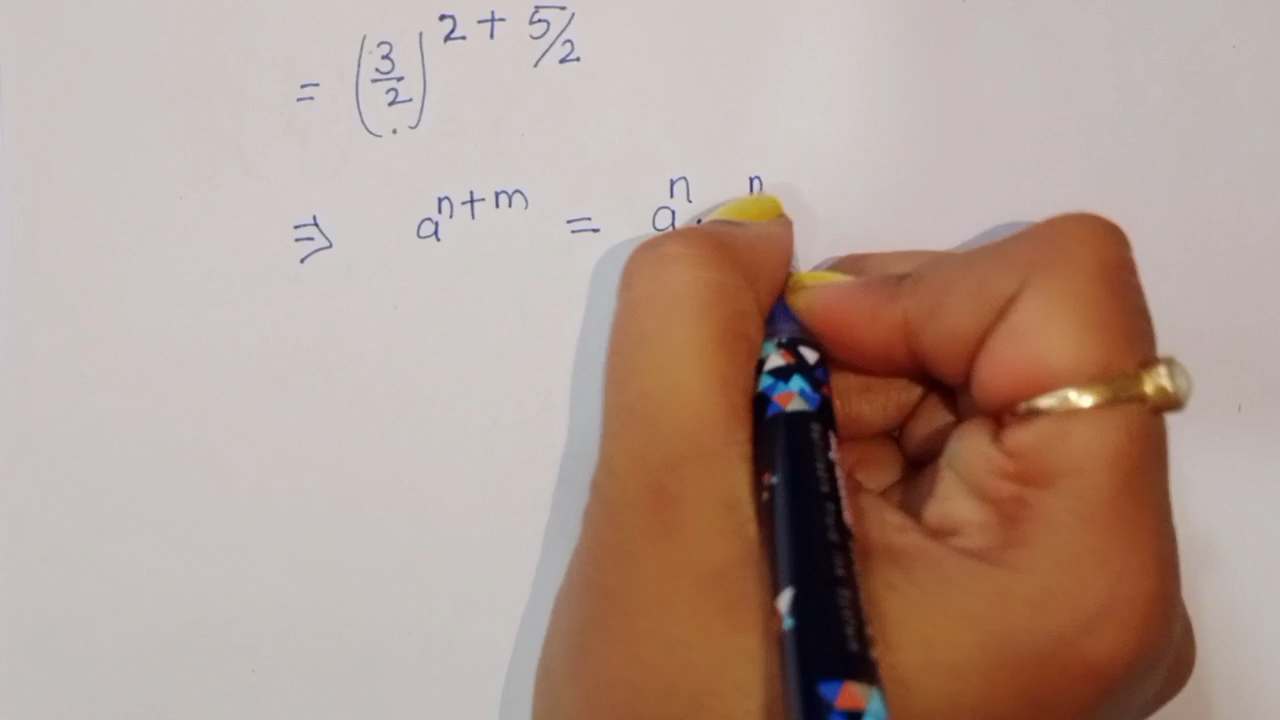 = (3/2)^2+5/2
⇒ a^n+m = a^n .